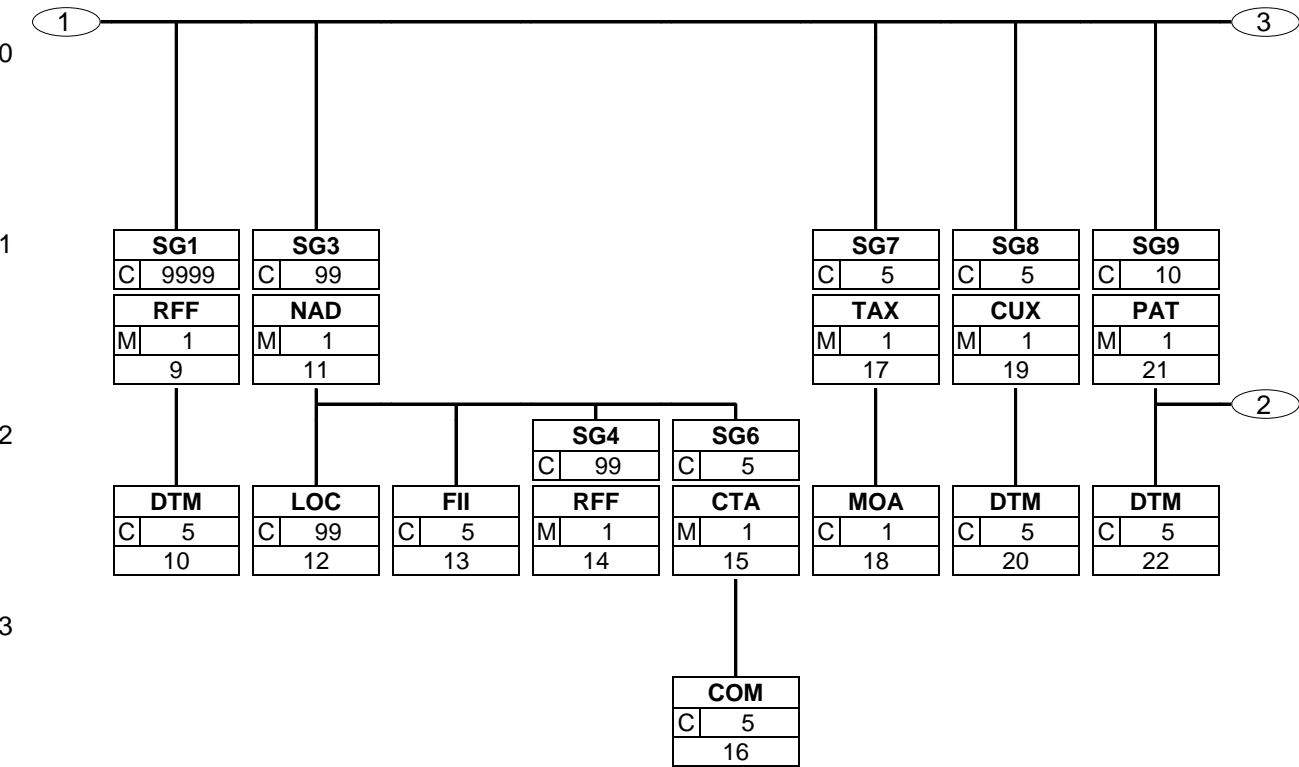 1 3
0
1
SG1 SG3 SG7 SG8 SG9
C 9999 C 99 C 5 C 5 C 10
RFF NAD TAX CUX PAT
M 1 M 1 M 1 M 1 M 1
9 11 17 19 21
2
2
SG4 SG6
C 99 C 5
DTM LOC FII RFF CTA MOA DTM DTM
C 5 C 99 C 5 M 1 M 1 C 1 C 5 C 5
10 12 13 14 15 18 20 22
3
COM
C 5
16